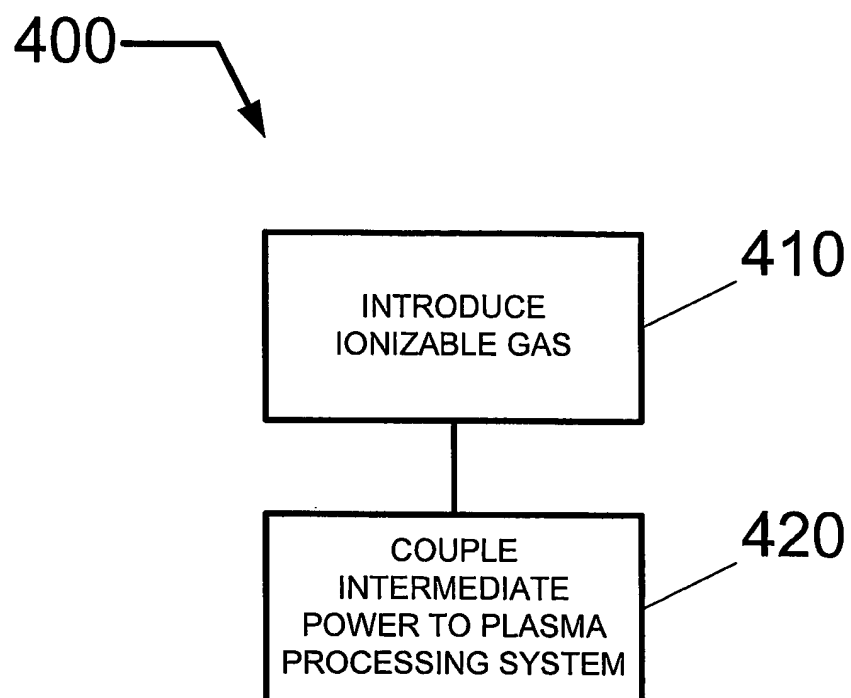 400
410
INTRODUCE
IONIZABLE GAS
420
COUPLE
INTERMEDIATE
POWER TO PLASMA
PROCESSING SYSTEM